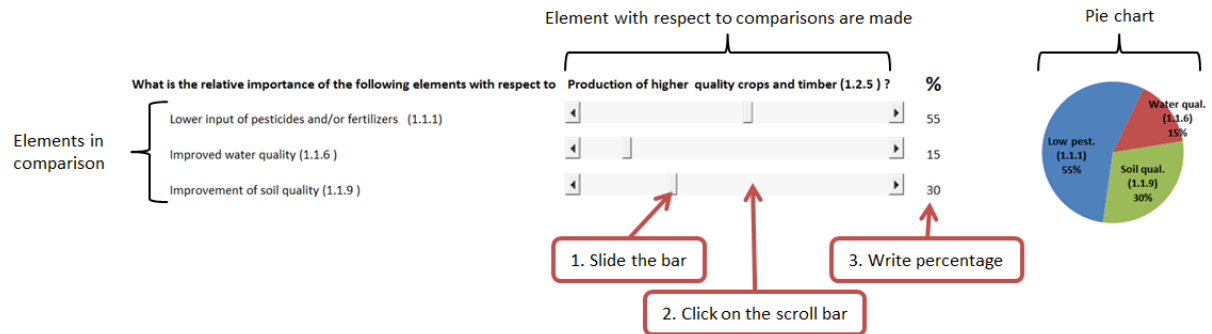 Element with respect to comparisons are made
Pie chart
What is the relative importance of the following elements with respect to Production of higher quality crops and timber (1.2.5 ) ? %
Elements in
comparison
Lower input of pesticides and/or fertilizers (1.1.1) 55
Improved water quality (1.1.6 ) 15
Improvement of soil quality (1.1.9 ) 30
Water qual.
(1.1.6)
15%
Low pest.
(1.1.1)
55%
Soil qual.
(1.1.9)
30%
1. Slide the bar
3. Write percentage
2. Click on the scroll bar